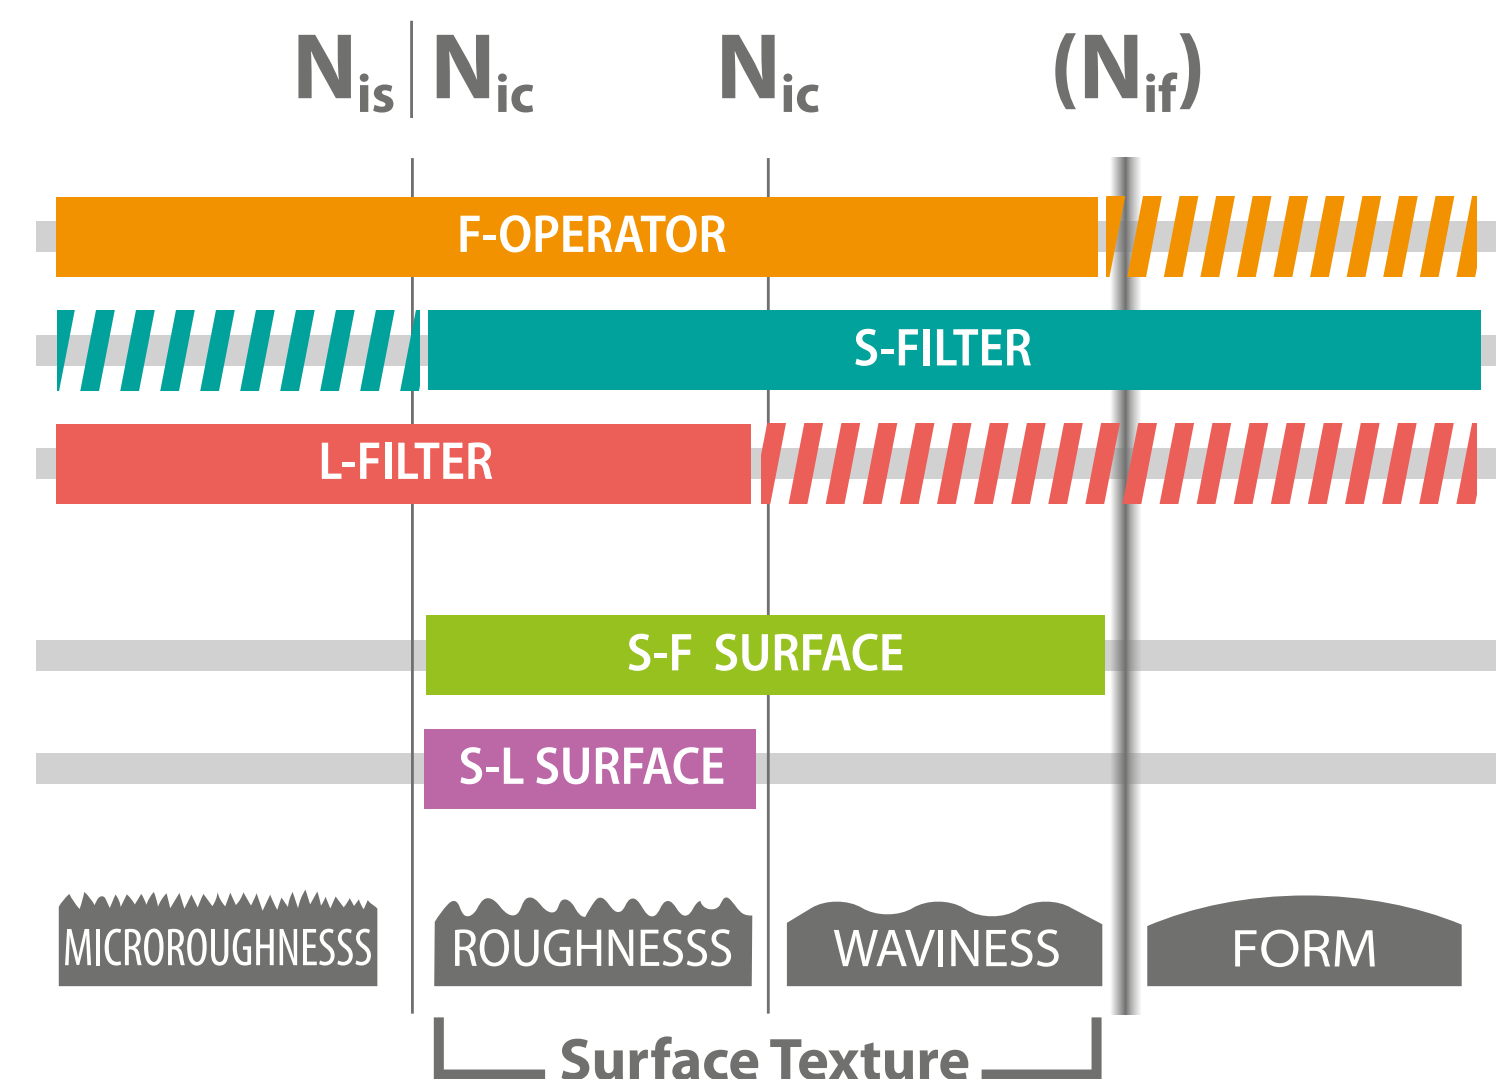 Nis | Nic Nic (Nif)
F-OPERATOR
S-FILTER
L-FILTER
S-F SURFACE
S-L SURFACE
MICROROUGHNESSS ROUGHNESSS WAVINESS FORM
Surface Texture